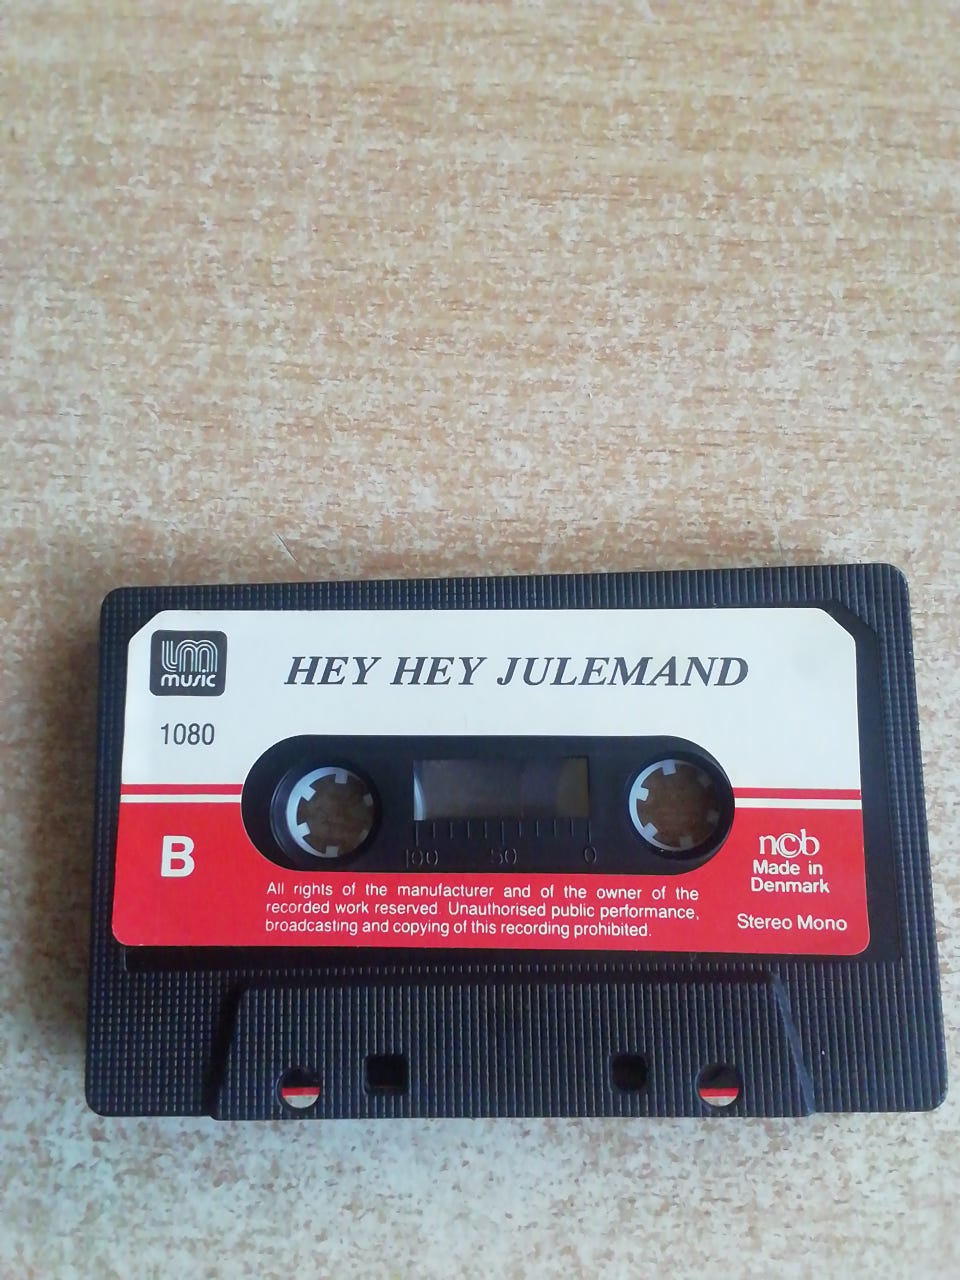 LM
music
HEY HEY JULEMAND
1080
B
100 50 0
All rights of the manufacturer and of the owner of the
recorded work reserved. Unauthorised public performance,
broadcasting and copying of this recording prohibited.
n©b
Made in
Denmark
Stereo Mono